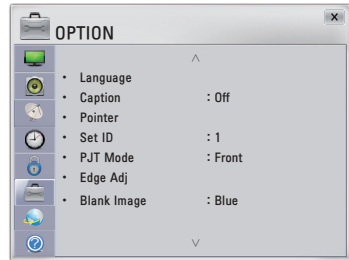 OPTION
x
• Language
• Caption : Off
• Pointer
• Set ID : 1
• PJT Mode : Front
• Edge Adj
• Blank Image : Blue
?